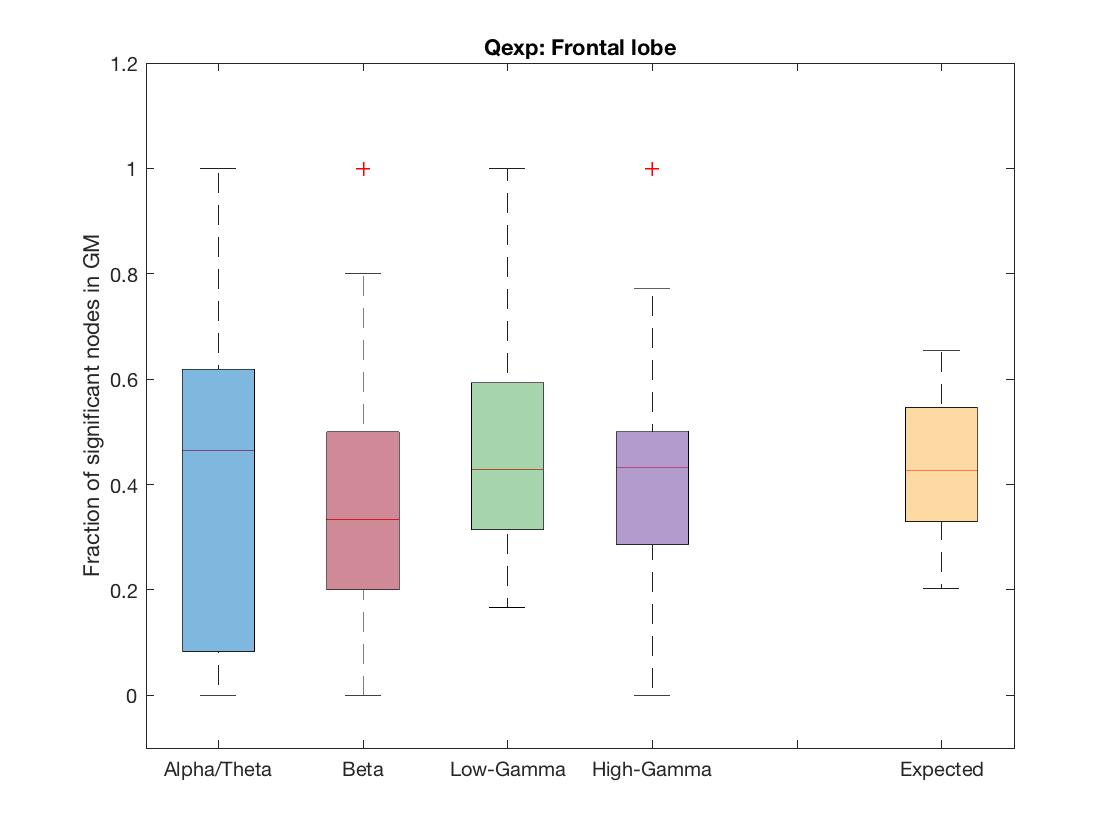 Qexp: Frontal lobe
Fraction of significant nodes in GM
1.2
1
0.8
0.6
0.4
0.2
0
Alpha/Theta Beta Low-Gamma High-Gamma Expected